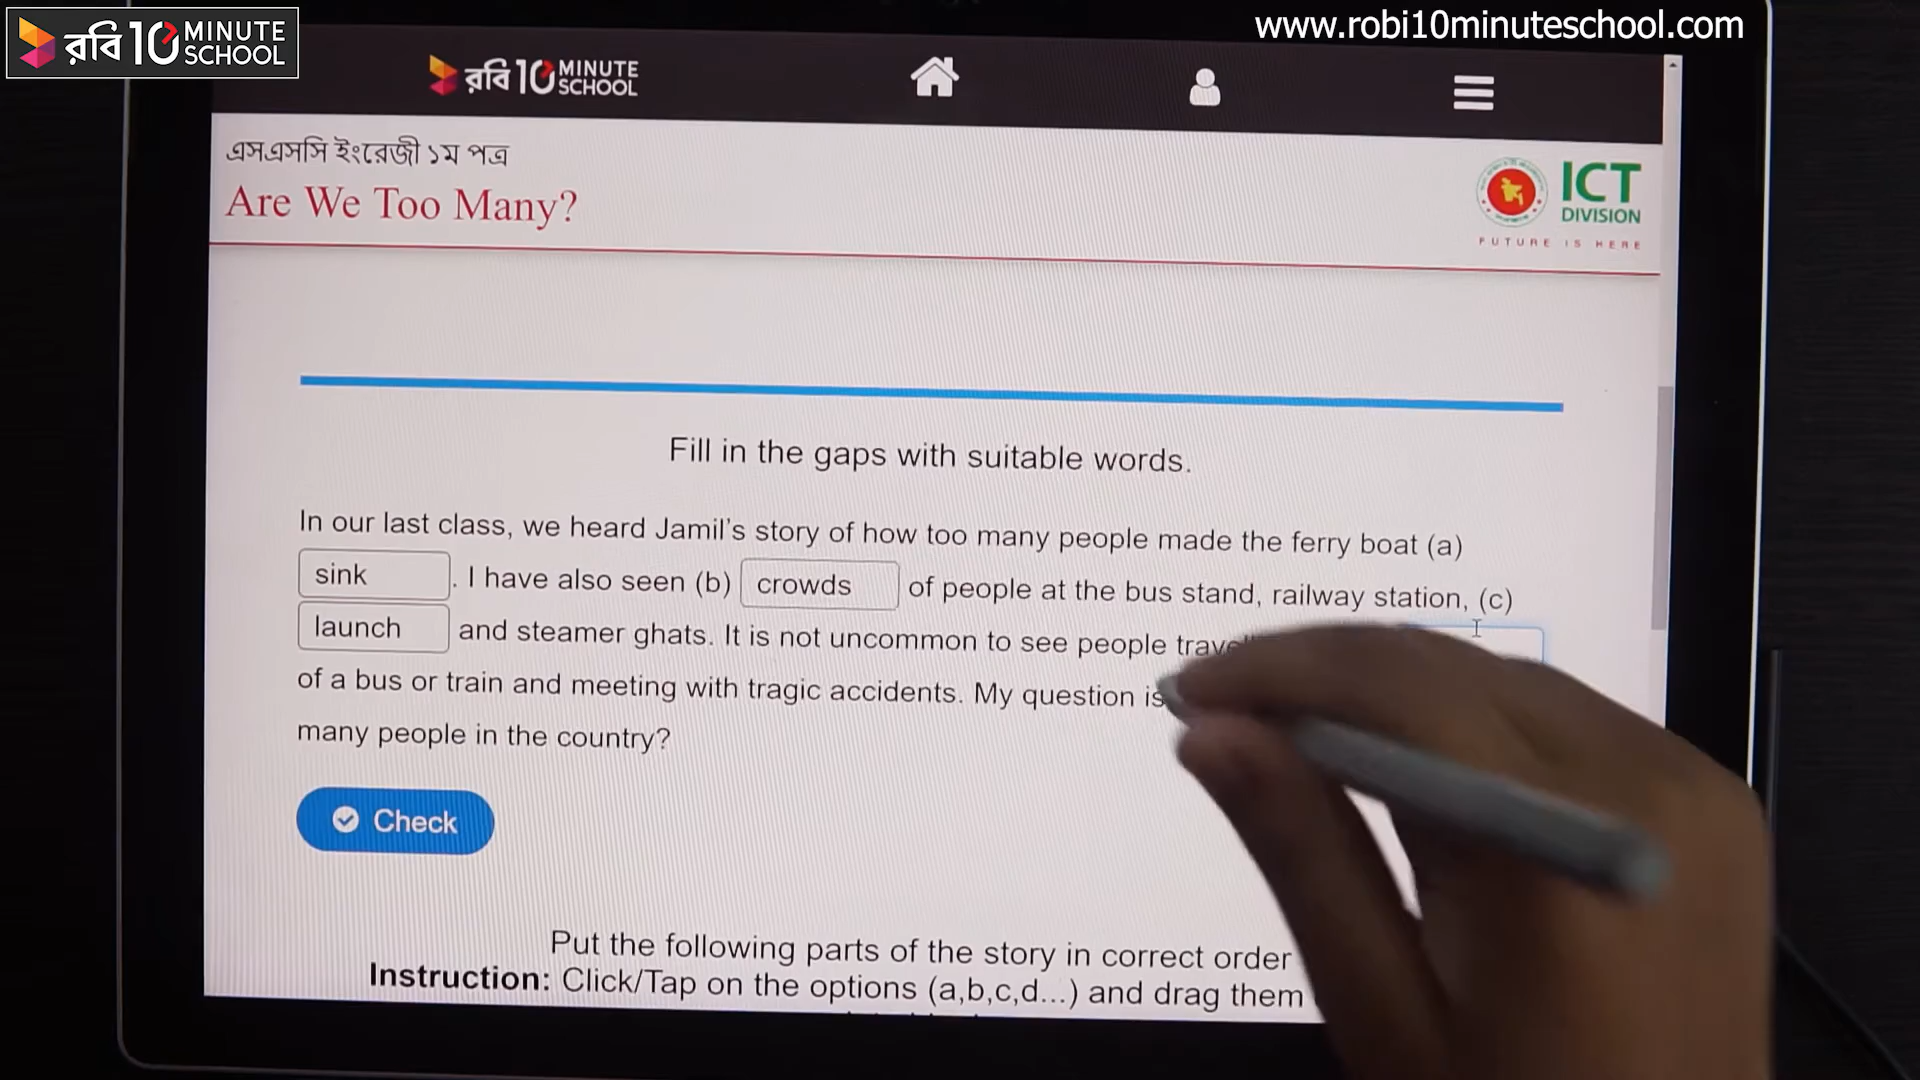 রবি 10 MINUTE SCHOOL
www.robi10minuteschool.com
রবি 10 MINUTE SCHOOL
এসএসসি ইংরেজী ১ম পত্র
Are We Too Many?
ICT DIVISION
FUTURE IS HERE
Fill in the gaps with suitable words.
In our last class, we heard Jamil's story of how too many people made the ferry boat (a)
sink . I have also seen (b) crowds of people at the bus stand, railway station, (c)
launch and steamer ghats. It is not uncommon to see people
of a bus or train and meeting with tragic accidents. My question is
many people in the country?
Check
Put the following parts of the story in correct order
Instruction: Click/Tap on the options (a,b,c,d...) and drag them